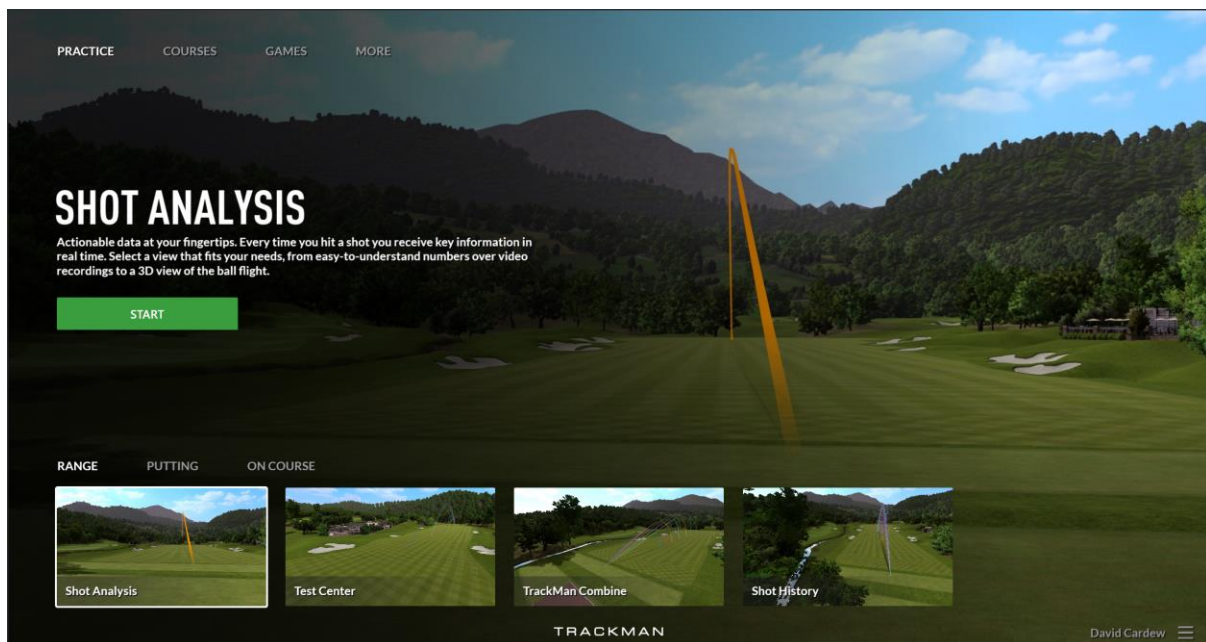 PRACTICE COURSES GAMES MORE
SHOT ANALYSIS
Actionable data at your fingertips. Every time you hit a shot you receive key information in
real time. Select a view that fits your needs, from easy-to-understand numbers over video
recordings to a 3D view of the ball flight.
START
RANGE PUTTING ON COURSE
Shot Analysis Test Center TrackMan Combine Shot History
TRACKMAN
David Cardew